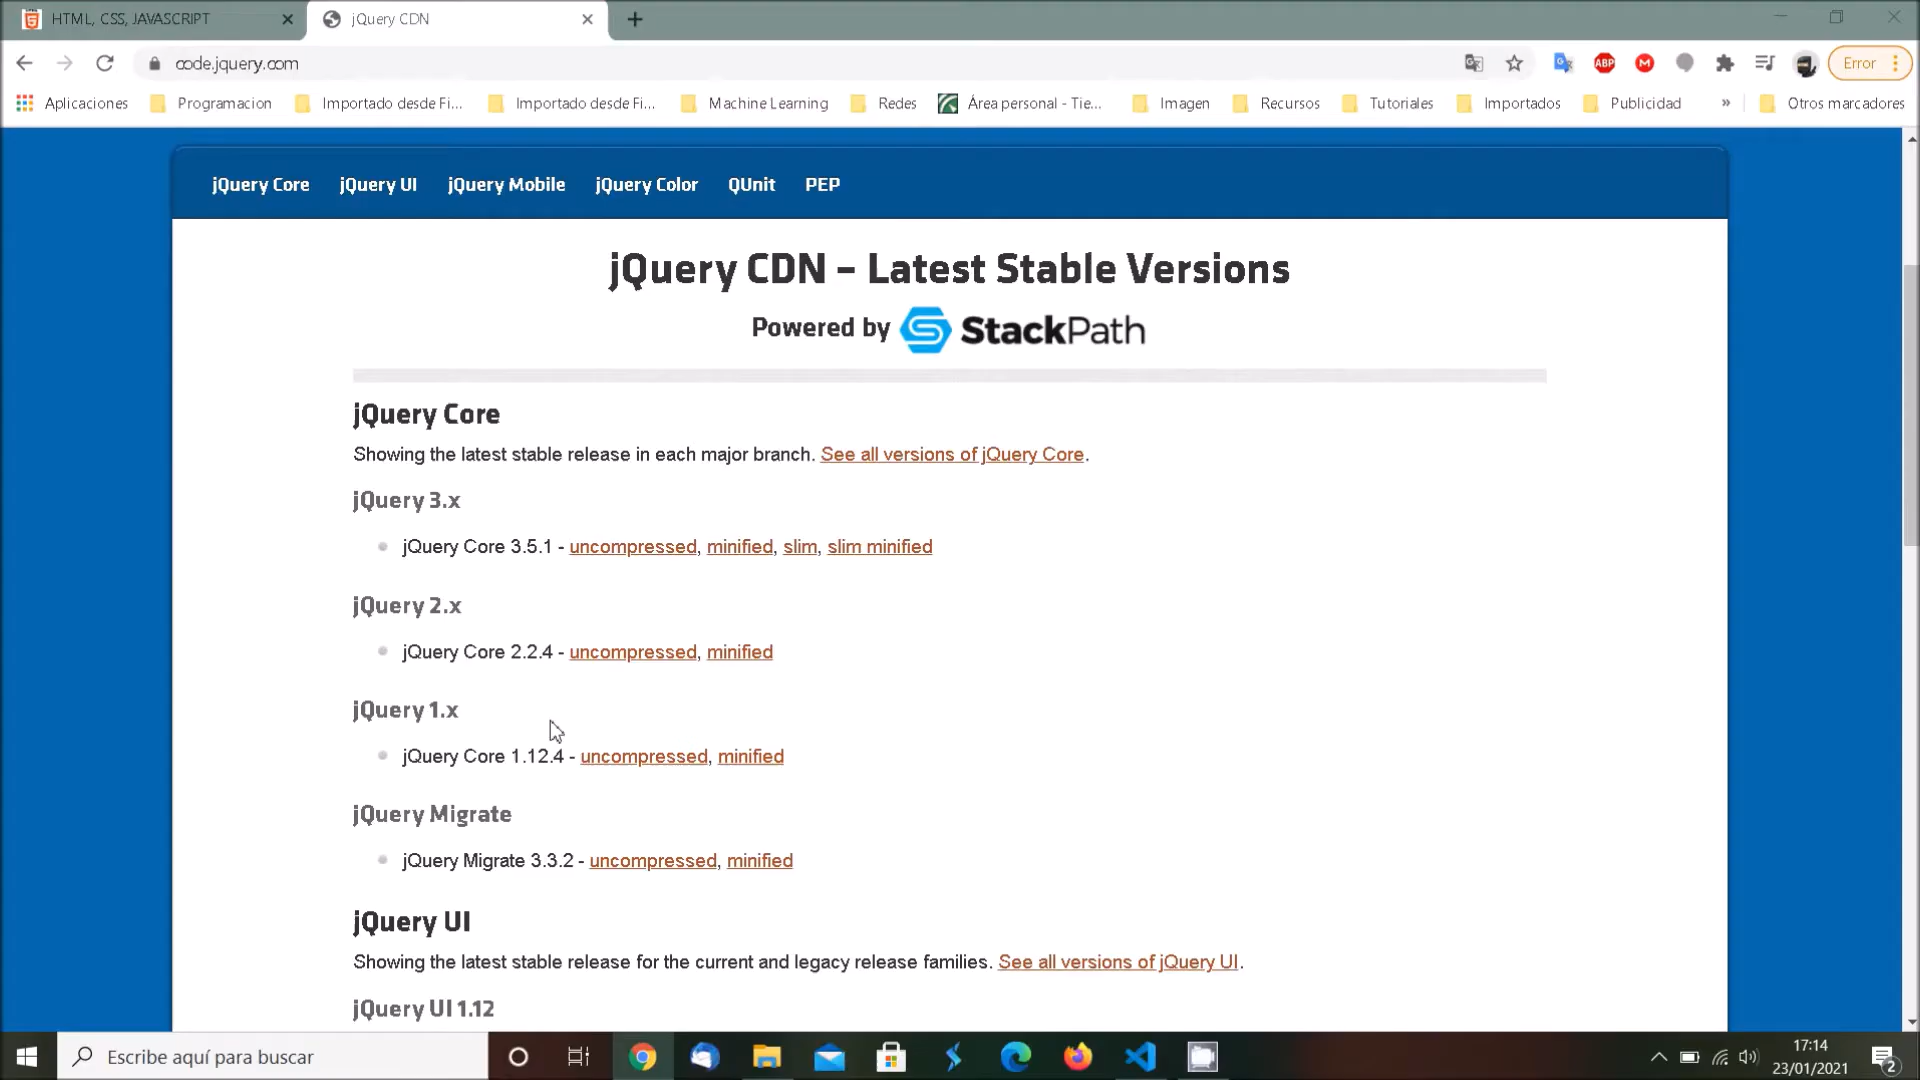 HTML, CSS, JAVASCRIPT
jQuery CDN
code.jquery.com
ABP
M
Error
Aplicaciones
Programacion
Importado desde Fi...
Importado desde Fi...
Machine Learning
Redes
Área personal - Tie...
Imagen
Recursos
Tutoriales
Importados
Publicidad
»
Otros marcadores
jQuery Core jQuery UI jQuery Mobile jQuery Color QUnit PEP
jQuery CDN – Latest Stable Versions
Powered by StackPath
jQuery Core
Showing the latest stable release in each major branch. See all versions of jQuery Core.
jQuery 3.x
jQuery Core 3.5.1 - uncompressed, minified, slim, slim minified
jQuery 2.x
jQuery Core 2.2.4 - uncompressed, minified
jQuery 1.x
jQuery Core 1.12.4 - uncompressed, minified
jQuery Migrate
jQuery Migrate 3.3.2 - uncompressed, minified
jQuery UI
Showing the latest stable release for the current and legacy release families. See all versions of jQuery UI.
jQuery UI 1.12
Escribe aquí para buscar
17:14
23/01/2021
2